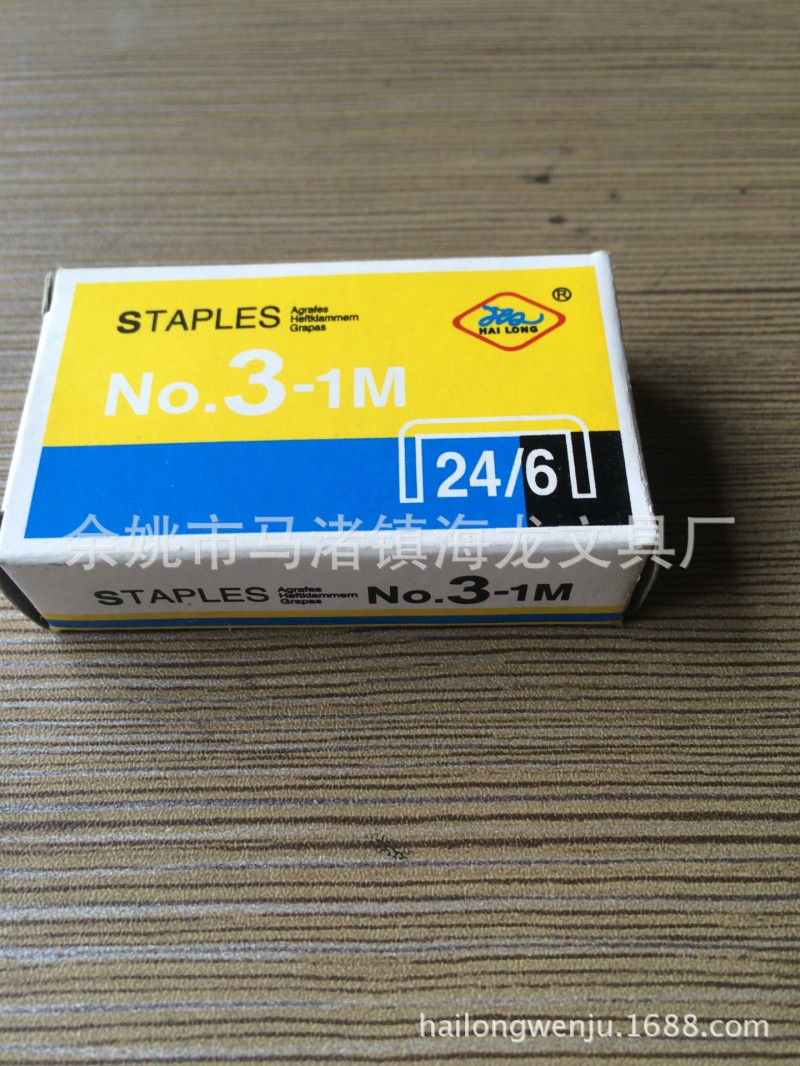 STAPLES
Agrafes
Heftklammern
Grapas
HAI LONG
®
No.3-1M
24/6
余姚市马渚镇海龙文具厂
STAPLES
Agrafes
Heftklammern
Grapas
No.3-1M
hailongwenju.1688.com